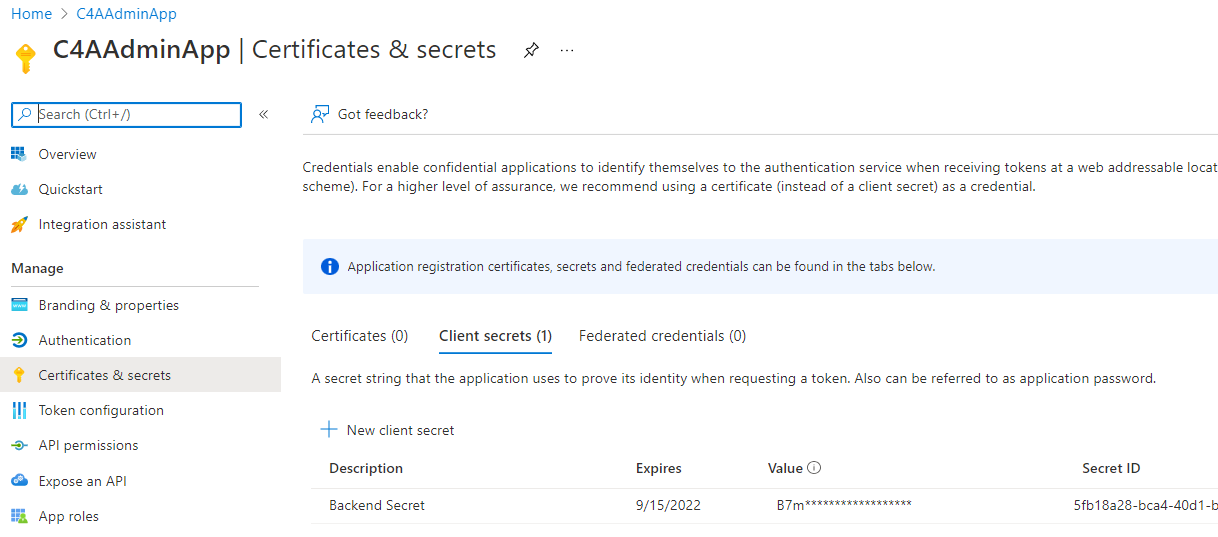 Home > C4AAdminApp
C4AAdminApp | Certificates & secrets ···
Search (Ctrl+/) «
Overview
Quickstart
Integration assistant
Manage
Branding & properties
Authentication
Certificates & secrets
Token configuration
API permissions
Expose an API
App roles
Got feedback?
Credentials enable confidential applications to identify themselves to the authentication service when receiving tokens at a web addressable locat
scheme). For a higher level of assurance, we recommend using a certificate (instead of a client secret) as a credential.
Application registration certificates, secrets and federated credentials can be found in the tabs below.
Certificates (0) Client secrets (1) Federated credentials (0)
A secret string that the application uses to prove its identity when requesting a token. Also can be referred to as application password.
New client secret
Description Expires Value Secret ID
Backend Secret 9/15/2022 B7m****************** 5fb18a28-bca4-40d1-b